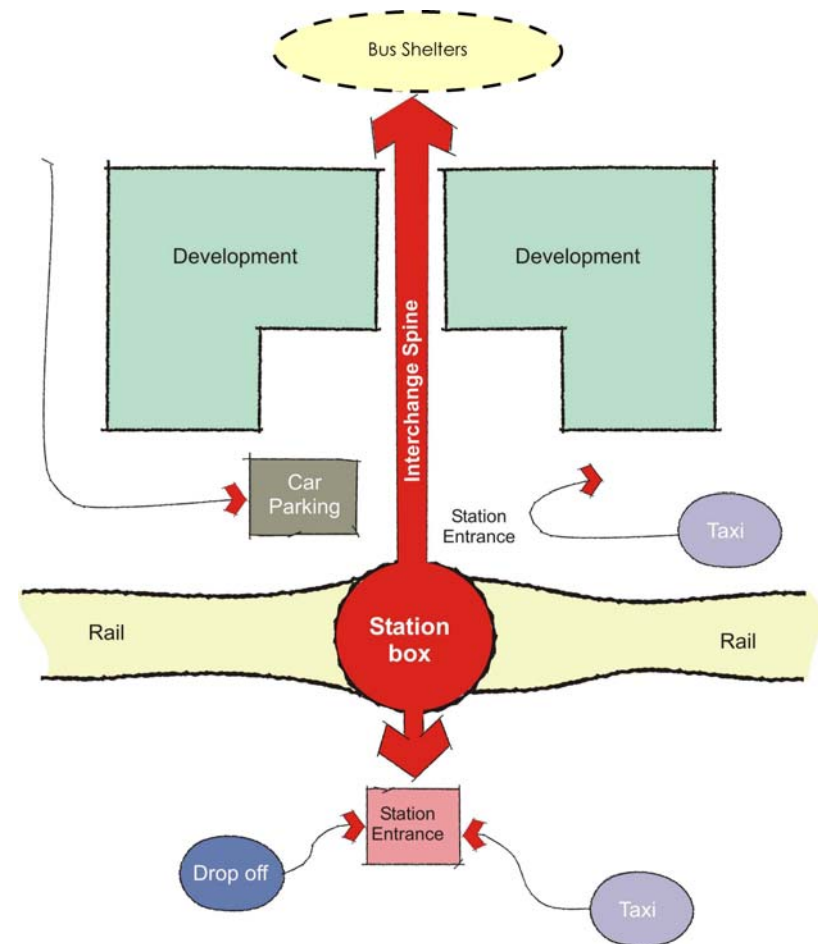 Bus Shelters
Development
Development
Interchange Spine
Car
Parking
Station
Entrance
Taxi
Rail
Station
box
Rail
Station
Entrance
Drop off
Taxi